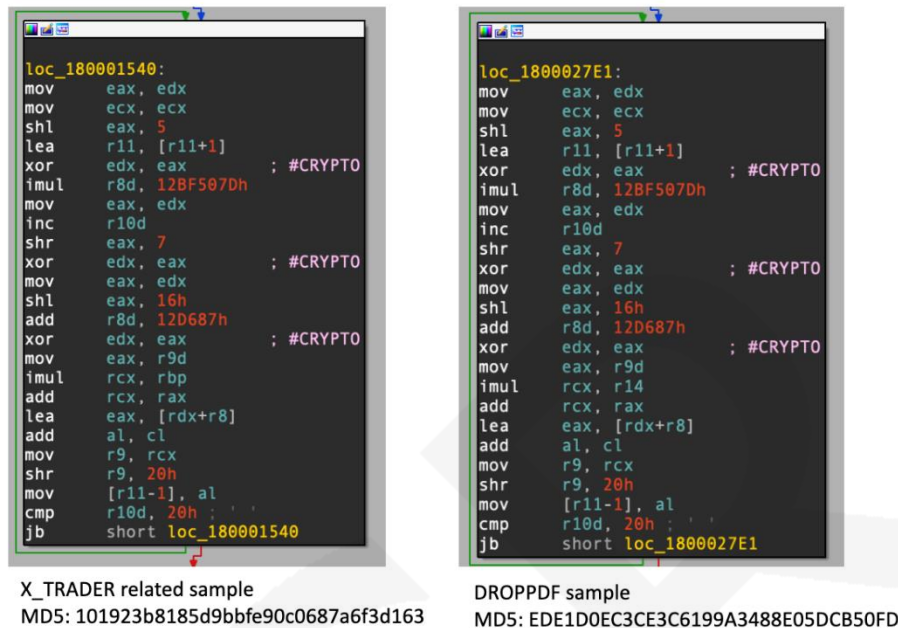 loc_180001540:
mov eax, edx
mov ecx, ecx
shl eax, 5
lea r11, [r11+1]
xor edx, eax ; #CRYPTO
imul r8d, 12BF507Dh
mov eax, edx
inc r10d
shr eax, 7
xor edx, eax ; #CRYPTO
mov eax, edx
shl eax, 16h
add r8d, 12D687h
xor edx, eax ; #CRYPTO
mov eax, r9d
imul rcx, rbp
add rcx, rax
lea eax, [rdx+r8]
add al, cl
mov r9, rcx
shr r9, 20h
mov [r11-1], al
cmp r10d, 20h ; ' '
jb short loc_180001540
X_TRADER related sample
MD5: 101923b8185d9bbfe90c0687a6f3d163
loc_1800027E1:
mov eax, edx
mov ecx, ecx
shl eax, 5
lea r11, [r11+1]
xor edx, eax ; #CRYPTO
imul r8d, 12BF507Dh
mov eax, edx
inc r10d
shr eax, 7
xor edx, eax ; #CRYPTO
mov eax, edx
shl eax, 16h
add r8d, 12D687h
xor edx, eax ; #CRYPTO
mov eax, r9d
imul rcx, r14
add rcx, rax
lea eax, [rdx+r8]
add al, cl
mov r9, rcx
shr r9, 20h
mov [r11-1], al
cmp r10d, 20h ; ' '
jb short loc_1800027E1
DROPPDF sample
MD5: EDE1D0EC3CE3C6199A3488E05DCB50FD